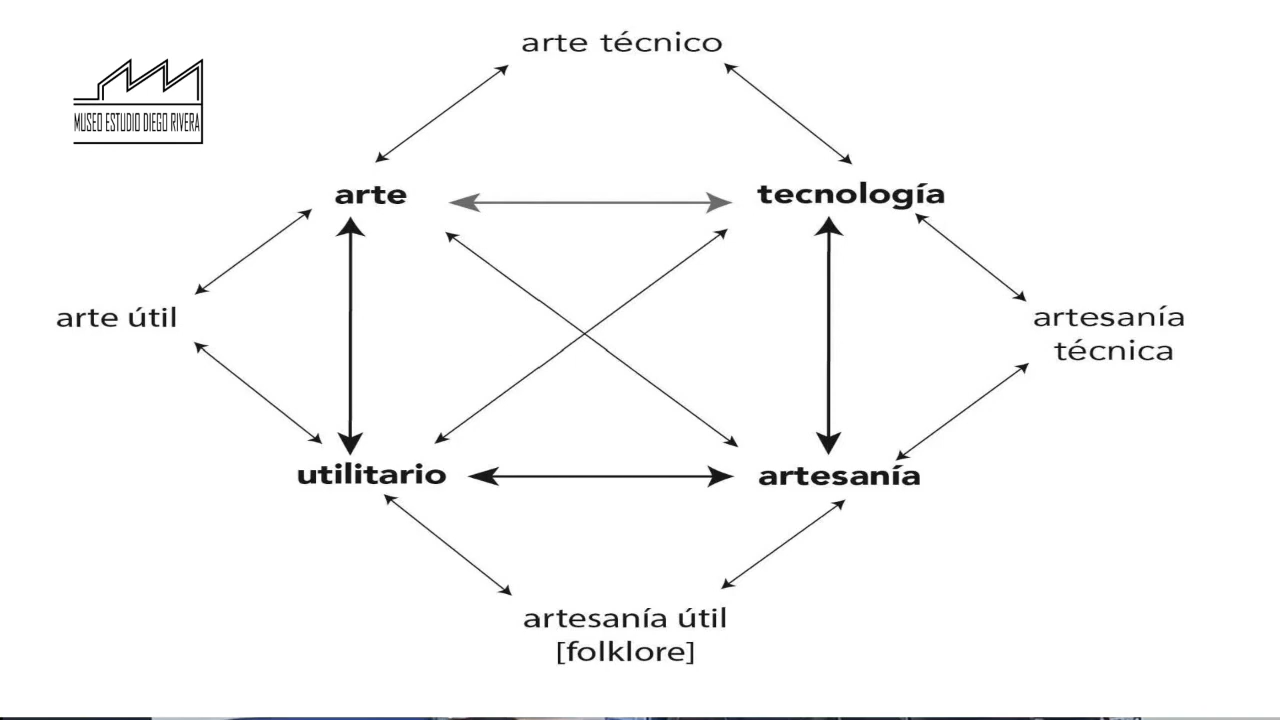 arte técnico
MUSEO ESTUDIO DIEGO RIVERA
arte
tecnología
arte útil
artesanía
técnica
utilitario
artesanía
artesanía útil
[folklore]